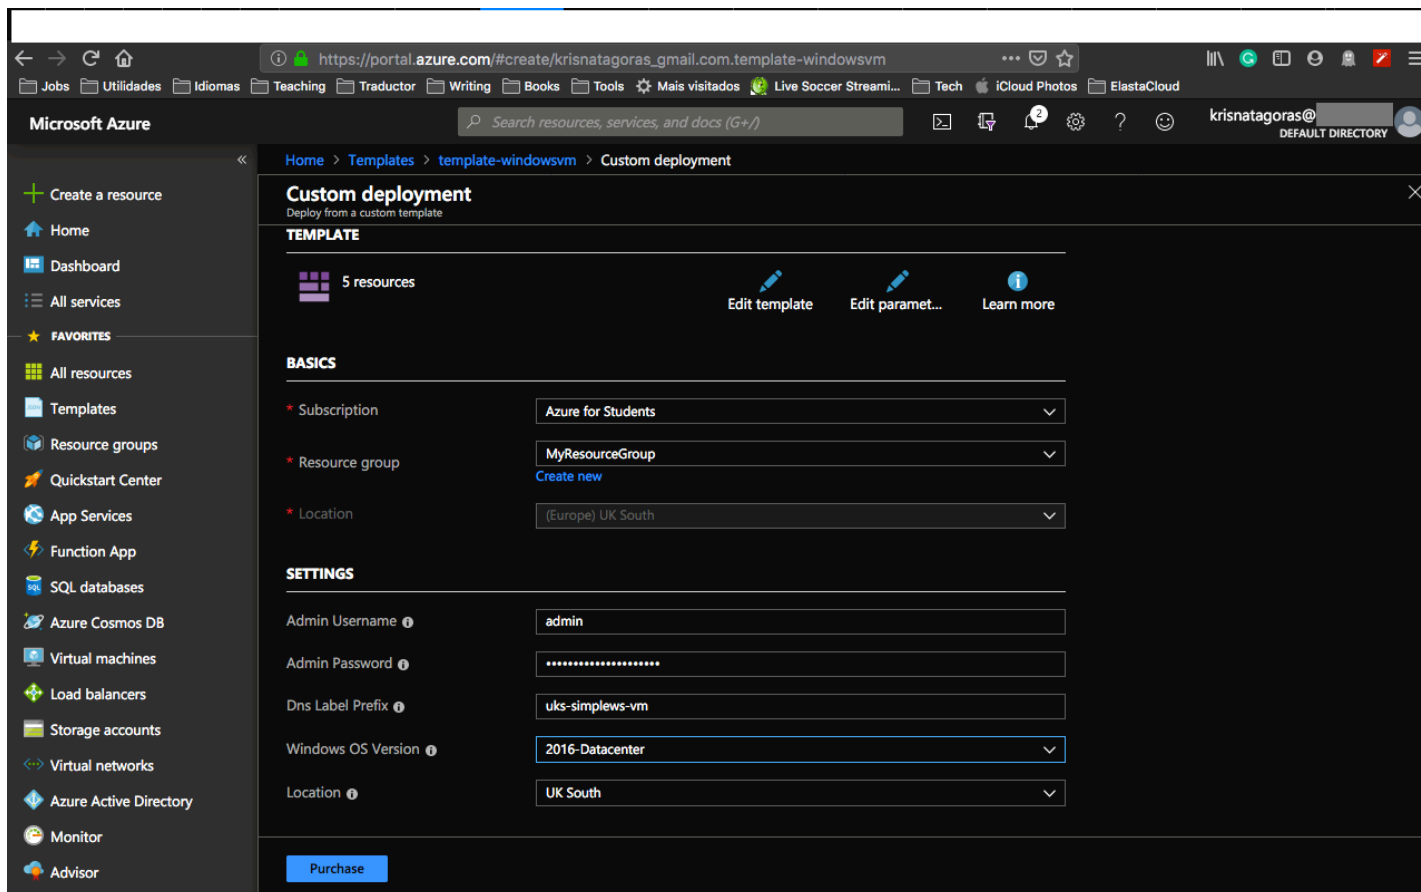 https://portal.azure.com/#create/krisnatagoras_gmail.com.template-windowsvm
Jobs Utilidades Idiomas Teaching Traductor Writing Books Tools Mais visitados Live Soccer Streami... Tech iCloud Photos ElastaCloud
Microsoft Azure
Search resources, services, and docs (G+/)
2
krisnatagoras@
DEFAULT DIRECTORY
«
Home > Templates > template-windowsvm > Custom deployment
Custom deployment
Deploy from a custom template
Create a resource
Home
Dashboard
All services
FAVORITES
All resources
Templates
Resource groups
Quickstart Center
App Services
Function App
SQL databases
Azure Cosmos DB
Virtual machines
Load balancers
Storage accounts
Virtual networks
Azure Active Directory
Monitor
Advisor
TEMPLATE
5 resources
Edit template Edit paramet... Learn more
BASICS
* Subscription Azure for Students
* Resource group MyResourceGroup
Create new
* Location (Europe) UK South
SETTINGS
Admin Username admin
Admin Password •••••••••••••••••••••
Dns Label Prefix uks-simplews-vm
Windows OS Version 2016-Datacenter
Location UK South
Purchase